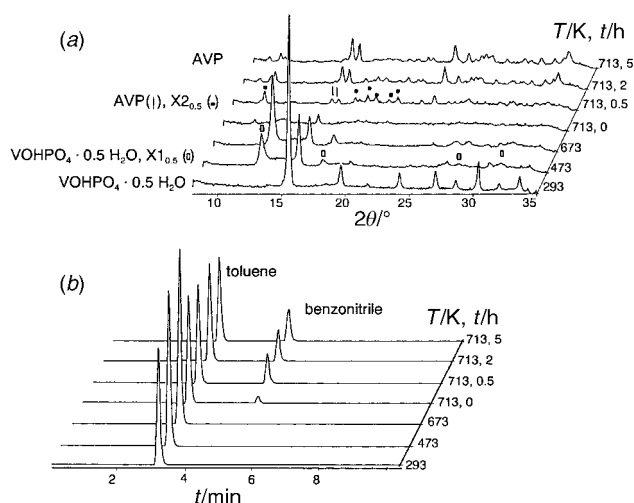 (a)
T/K, t/h
AVP
713, 5
713, 2
AVP(|), X2₀.₅ (•)
713, 0.5
713, 0
673
VOHPO₄ · 0.5 H₂O, X1₀.₅ (▯)
473
VOHPO₄ · 0.5 H₂O
293
10 15 20 25 30 35
2θ/°
(b)
toluene
benzonitrile
T/K, t/h
713, 5
713, 2
713, 0.5
713, 0
673
473
293
2 4 6 8
t/min